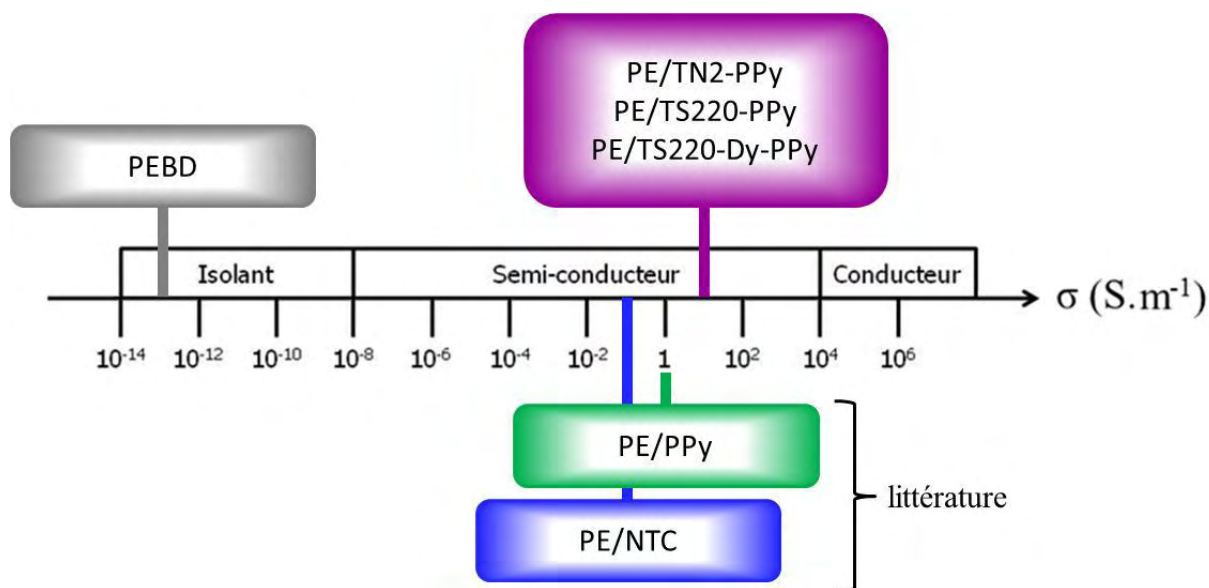 PE/TN2-PPy
PE/TS220-PPy
PE/TS220-Dy-PPy
PEBD
Isolant Semi-conducteur Conducteur
σ (S.m⁻¹)
10⁻¹⁴ 10⁻¹² 10⁻¹⁰ 10⁻⁸ 10⁻⁶ 10⁻⁴ 10⁻² 1 10² 10⁴ 10⁶
PE/PPy
littérature
PE/NTC